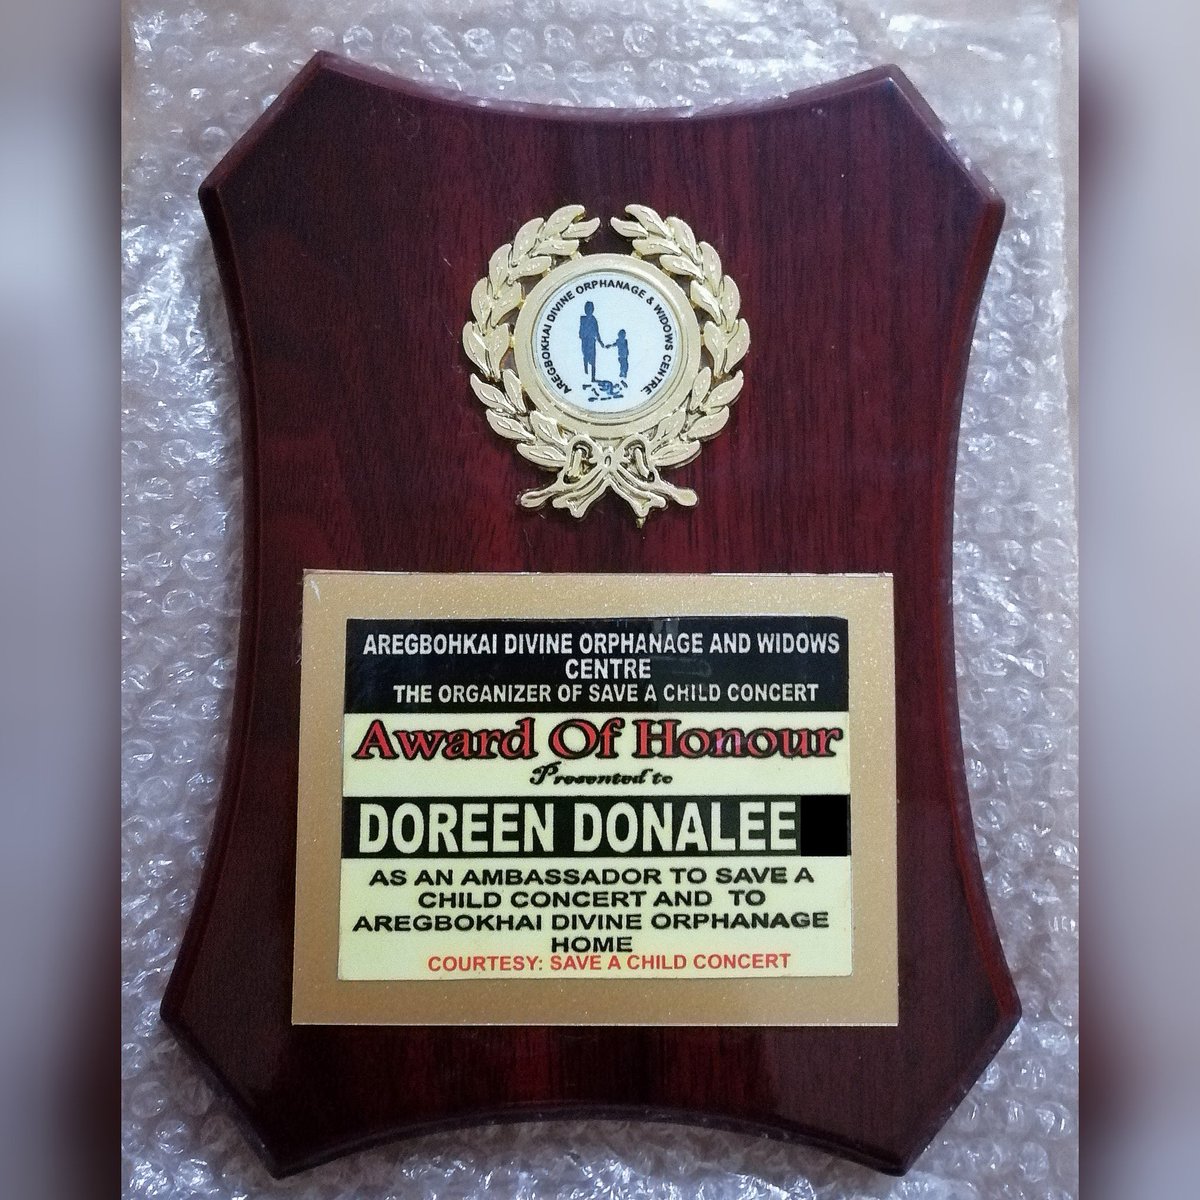 AREGBOKHAI DIVINE ORPHANAGE & WIDOWS CENTRE
AREGBOHKAI DIVINE ORPHANAGE AND WIDOWS
CENTRE
THE ORGANIZER OF SAVE A CHILD CONCERT
Award Of Honour
Presented to
DOREEN DONALEE
AS AN AMBASSADOR TO SAVE A
CHILD CONCERT AND TO
AREGBOKHAI DIVINE ORPHANAGE
HOME
COURTESY: SAVE A CHILD CONCERT